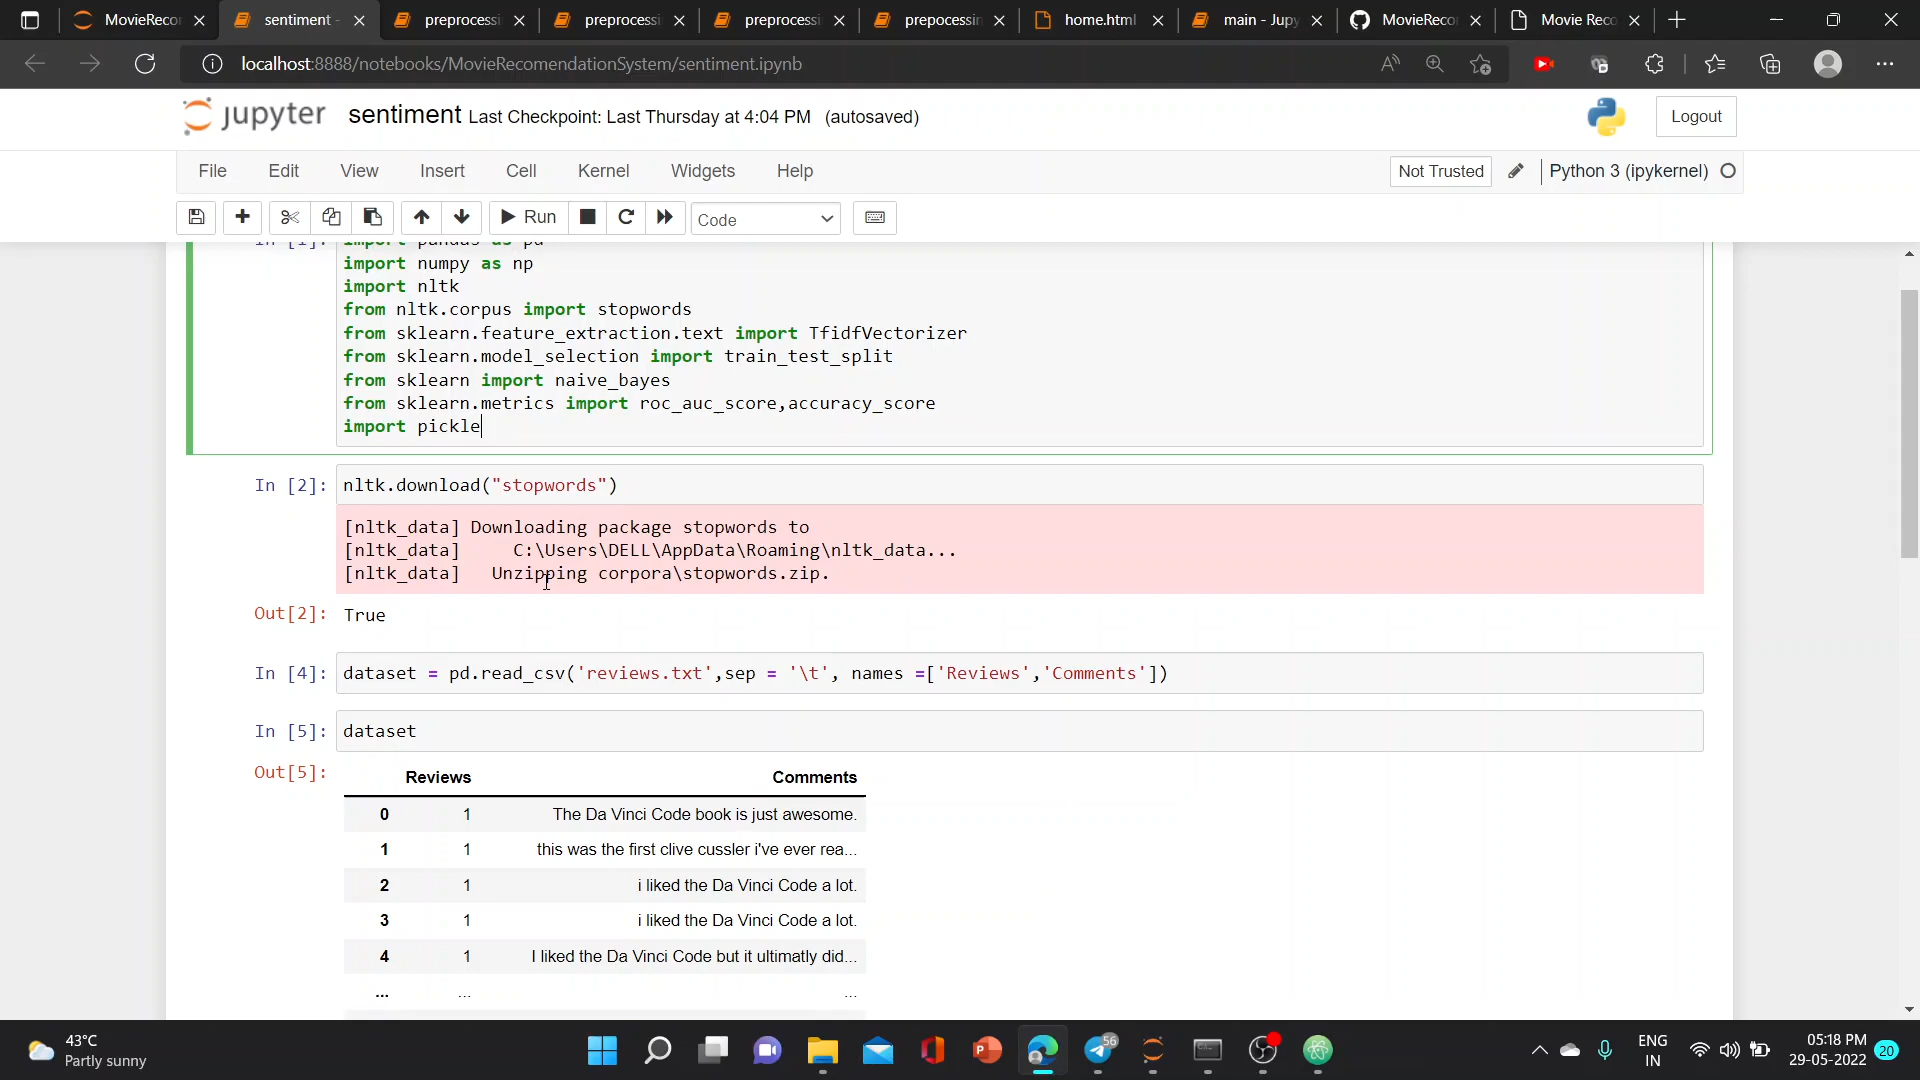 MovieRecor
sentiment -
preprocessi
preprocessi
preprocessi
prepocessin
home.html
main - Jupy
MovieRecor
Movie Reco
localhost:8888/notebooks/MovieRecomendationSystem/sentiment.ipynb
jupyter sentiment Last Checkpoint: Last Thursday at 4:04 PM (autosaved)
Logout
File Edit View Insert Cell Kernel Widgets Help
Not Trusted
Python 3 (ipykernel)
Run
Code
In [1]: import pandas as pd
import numpy as np
import nltk
from nltk.corpus import stopwords
from sklearn.feature_extraction.text import TfidfVectorizer
from sklearn.model_selection import train_test_split
from sklearn import naive_bayes
from sklearn.metrics import roc_auc_score,accuracy_score
import pickle
In [2]: nltk.download("stopwords")
[nltk_data] Downloading package stopwords to
[nltk_data]     C:\Users\DELL\AppData\Roaming\nltk_data...
[nltk_data]   Unzipping corpora\stopwords.zip.
Out[2]: True
In [4]: dataset = pd.read_csv('reviews.txt',sep = '\t', names =['Reviews','Comments'])
In [5]: dataset
Out[5]:
Reviews Comments
0 1 The Da Vinci Code book is just awesome.
1 1 this was the first clive cussler i've ever rea...
2 1 i liked the Da Vinci Code a lot.
3 1 i liked the Da Vinci Code a lot.
4 1 I liked the Da Vinci Code but it ultimatly did...
... ... ...
43°C
Partly sunny
56
ENG
IN
05:18 PM
29-05-2022
20